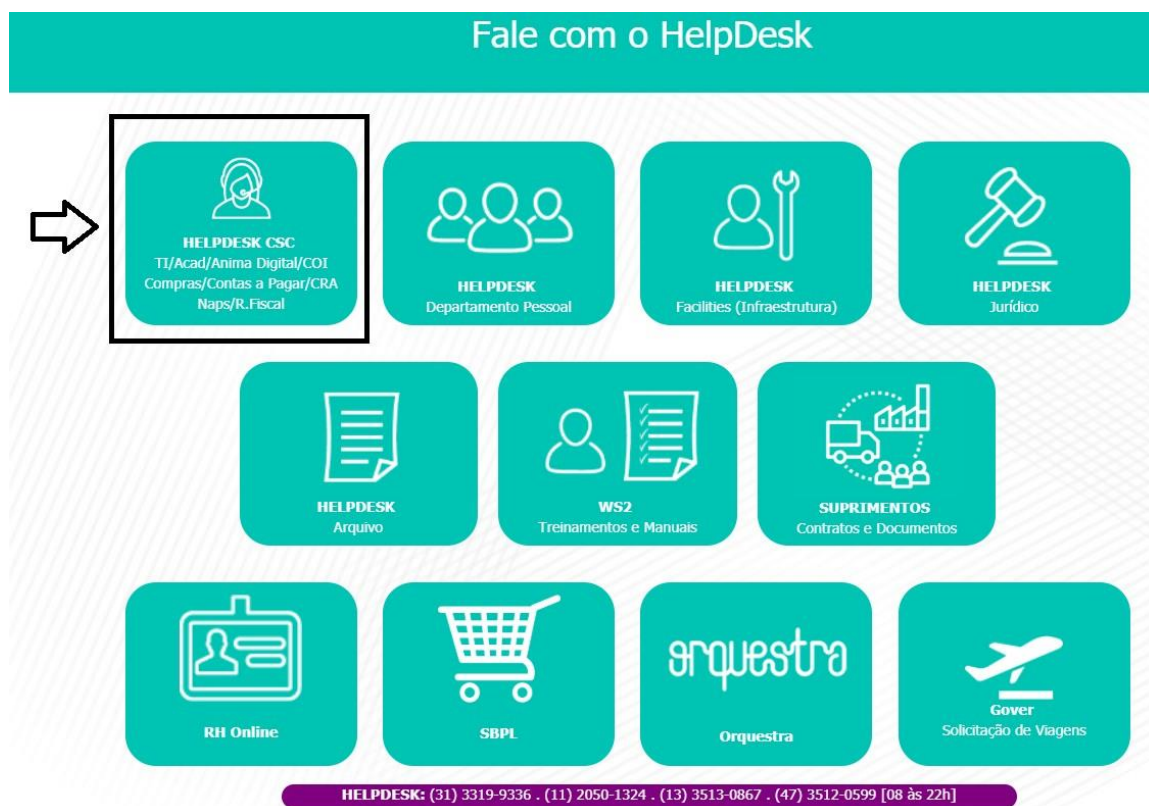 Fale com o HelpDesk
HELPDESK CSC
TI/Acad/Anima Digital/COI
Compras/Contas a Pagar/CRA
Naps/R.Fiscal
HELPDESK
Departamento Pessoal
HELPDESK
Facilities (Infraestrutura)
HELPDESK
Jurídico
HELPDESK
Arquivo
WS2
Treinamentos e Manuais
SUPRIMENTOS
Contratos e Documentos
RH Online
SBPL
orquestra
Orquestra
Gover
Solicitação de Viagens
HELPDESK: (31) 3319-9336 . (11) 2050-1324 . (13) 3513-0867 . (47) 3512-0599 [08 às 22h]